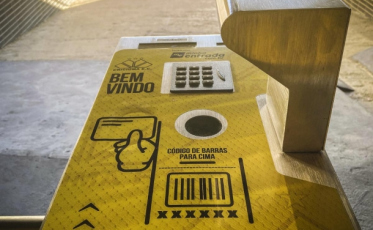 BEM
VINDO
CÓDIGO DE BARRAS
PARA CIMA
××××××